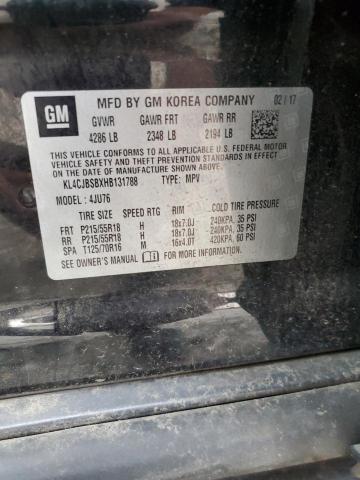 GM MFD BY GM KOREA COMPANY 02 / 17
GVWR GAWR FRT GAWR RR
4286 LB 2348 LB 2194 LB
THIS VEHICLE CONFORMS TO ALL APPLICABLE U.S. FEDERAL MOTOR
VEHICLE SAFETY AND THEFT PREVENTION STANDARDS IN EFFECT ON THE
DATE OF MANUFACTURE SHOWN ABOVE.
KL4CJBSBXHB131788 TYPE: MPV
MODEL: 4JU76
TIRE SIZE SPEED RTG RIM COLD TIRE PRESSURE
FRT P215/55R18 H 18x7.0J 240KPA, 35 PSI
RR P215/55R18 H 18x7.0J 240KPA, 35 PSI
SPA T125/70R16 M 16x4.0T 420KPA, 60 PSI
SEE OWNER'S MANUAL FOR MORE INFORMATION